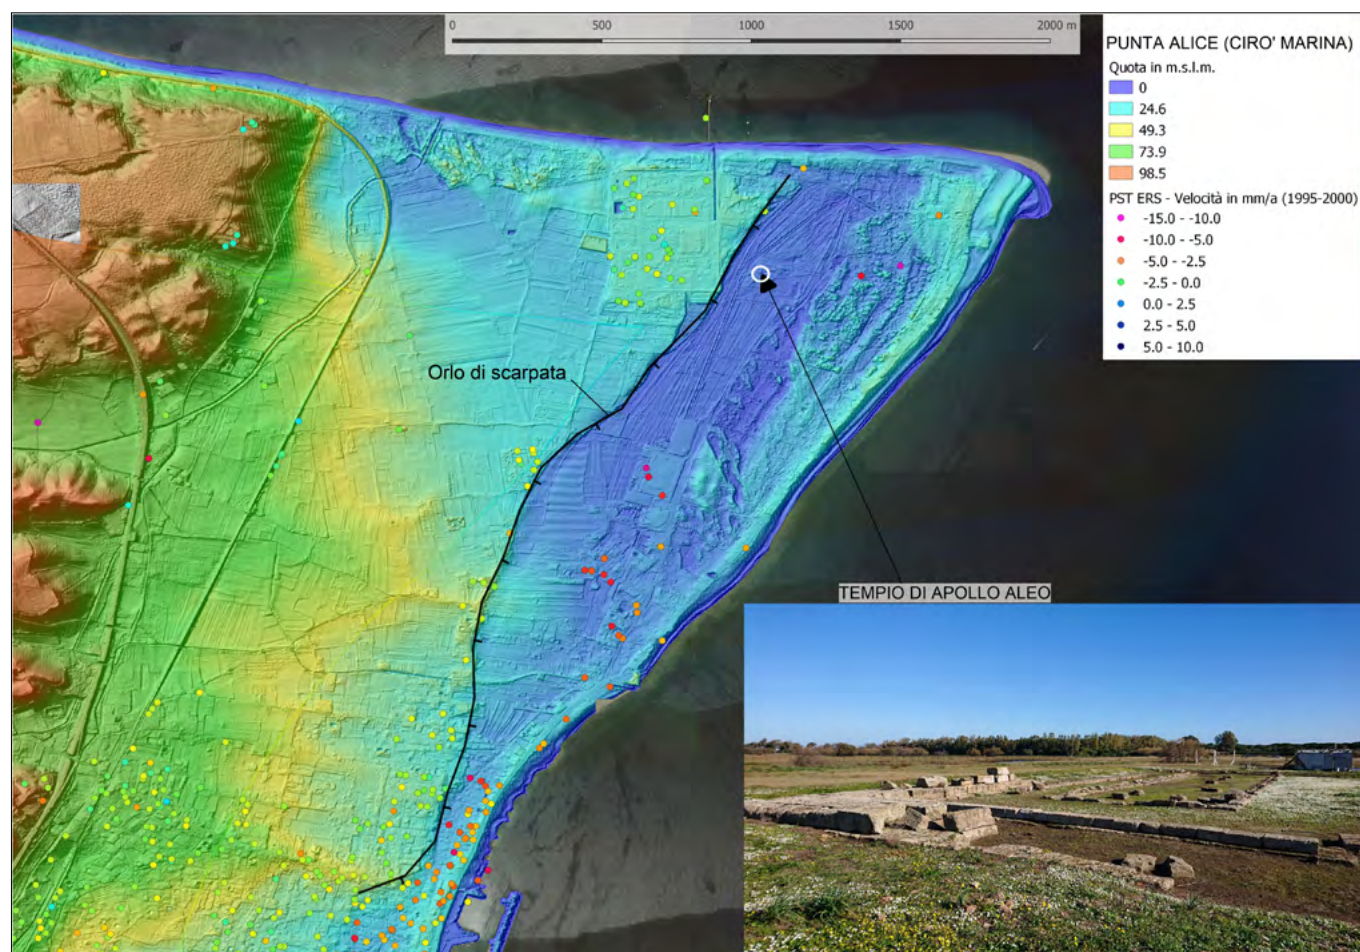 0 500 1000 1500 2000 m
PUNTA ALICE (CIRO' MARINA)
Quota in m.s.l.m.
0
24.6
49.3
73.9
98.5
PST ERS - Velocità in mm/a (1995-2000)
-15.0 - -10.0
-10.0 - -5.0
-5.0 - -2.5
-2.5 - 0.0
0.0 - 2.5
2.5 - 5.0
5.0 - 10.0
Orlo di scarpata
TEMPIO DI APOLLO ALEO